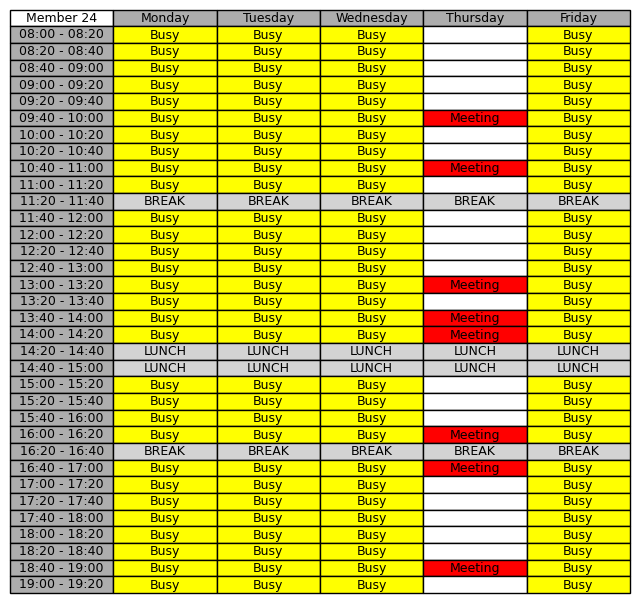 Member 24 Monday Tuesday Wednesday Thursday Friday
08:00 - 08:20 Busy Busy Busy Busy
08:20 - 08:40 Busy Busy Busy Busy
08:40 - 09:00 Busy Busy Busy Busy
09:00 - 09:20 Busy Busy Busy Busy
09:20 - 09:40 Busy Busy Busy Busy
09:40 - 10:00 Busy Busy Busy Meeting Busy
10:00 - 10:20 Busy Busy Busy Busy
10:20 - 10:40 Busy Busy Busy Busy
10:40 - 11:00 Busy Busy Busy Meeting Busy
11:00 - 11:20 Busy Busy Busy Busy
11:20 - 11:40 BREAK BREAK BREAK BREAK BREAK
11:40 - 12:00 Busy Busy Busy Busy
12:00 - 12:20 Busy Busy Busy Busy
12:20 - 12:40 Busy Busy Busy Busy
12:40 - 13:00 Busy Busy Busy Busy
13:00 - 13:20 Busy Busy Busy Meeting Busy
13:20 - 13:40 Busy Busy Busy Busy
13:40 - 14:00 Busy Busy Busy Meeting Busy
14:00 - 14:20 Busy Busy Busy Meeting Busy
14:20 - 14:40 LUNCH LUNCH LUNCH LUNCH LUNCH
14:40 - 15:00 LUNCH LUNCH LUNCH LUNCH LUNCH
15:00 - 15:20 Busy Busy Busy Busy
15:20 - 15:40 Busy Busy Busy Busy
15:40 - 16:00 Busy Busy Busy Busy
16:00 - 16:20 Busy Busy Busy Meeting Busy
16:20 - 16:40 BREAK BREAK BREAK BREAK BREAK
16:40 - 17:00 Busy Busy Busy Meeting Busy
17:00 - 17:20 Busy Busy Busy Busy
17:20 - 17:40 Busy Busy Busy Busy
17:40 - 18:00 Busy Busy Busy Busy
18:00 - 18:20 Busy Busy Busy Busy
18:20 - 18:40 Busy Busy Busy Busy
18:40 - 19:00 Busy Busy Busy Meeting Busy
19:00 - 19:20 Busy Busy Busy Busy